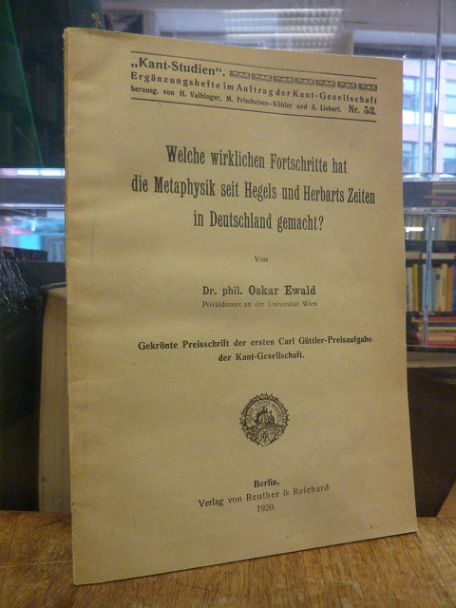 „Kant-Studien".
Ergänzungshefte im Auftrag der Kant-Gesellschaft
herausg. von H. Vaihinger, M. Frischeisen-Köhler und A. Liebert. Nr. 53.
Welche wirklichen Fortschritte hat
die Metaphysik seit Hegels und Herbarts Zeiten
in Deutschland gemacht?
Von
Dr. phil. Oskar Ewald
Privatdozent an der Universität Wien
Gekrönte Preisschrift der ersten Carl Güttler-Preisaufgabe
der Kant-Gesellschaft.
Berlin,
Verlag von Reuther & Reichard
1920.